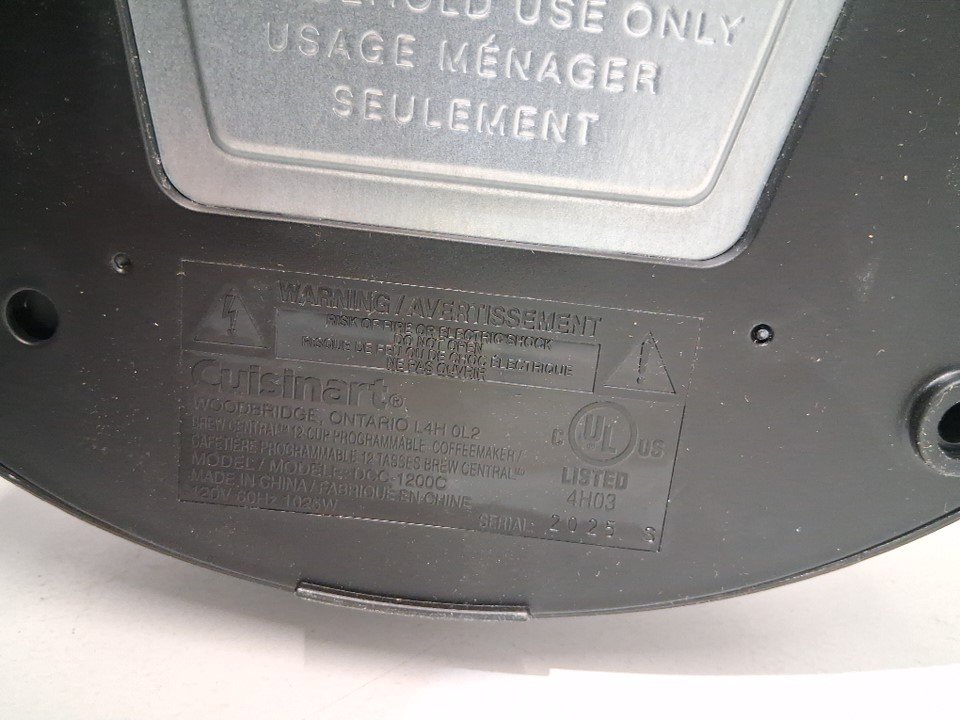 HOLD USE ONLY
USAGE MÉNAGER
SEULEMENT
WARNING / AVERTISSEMENT
RISK OF FIRE OR ELECTRIC SHOCK
DO NOT OPEN
RISQUE DE FEU OU DE CHOC ÉLECTRIQUE
NE PAS OUVRIR
Cuisinart®
WOODBRIDGE, ONTARIO L4H 0L2
BREW CENTRAL™ 12-CUP PROGRAMMABLE COFFEEMAKER /
CAFETIÈRE PROGRAMMABLE 12 TASSES BREW CENTRAL™
MODEL / MODÈLE: DCC-1200C
MADE IN CHINA / FABRIQUÉ EN CHINE
120V 60Hz 1025W
C UL US
LISTED
4H03
SERIAL: 2025 S